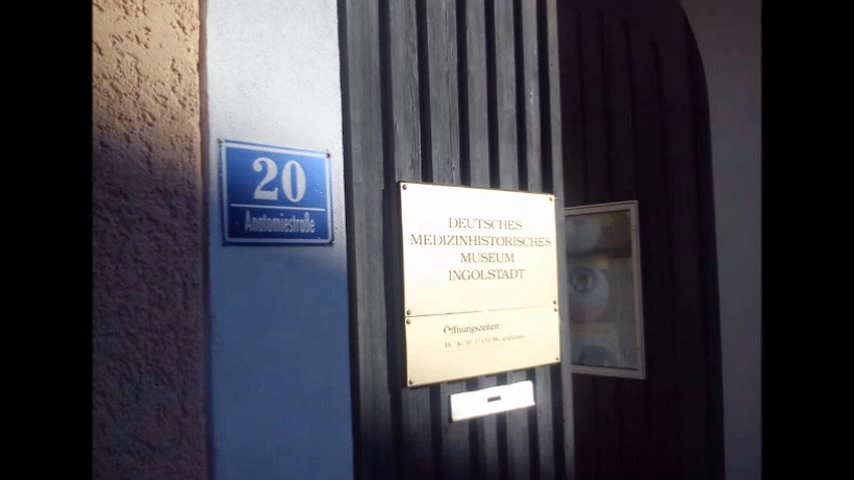 20
Anatomiestraße
DEUTSCHES
MEDIZINHISTORISCHES
MUSEUM
INGOLSTADT
Öffnungszeiten: